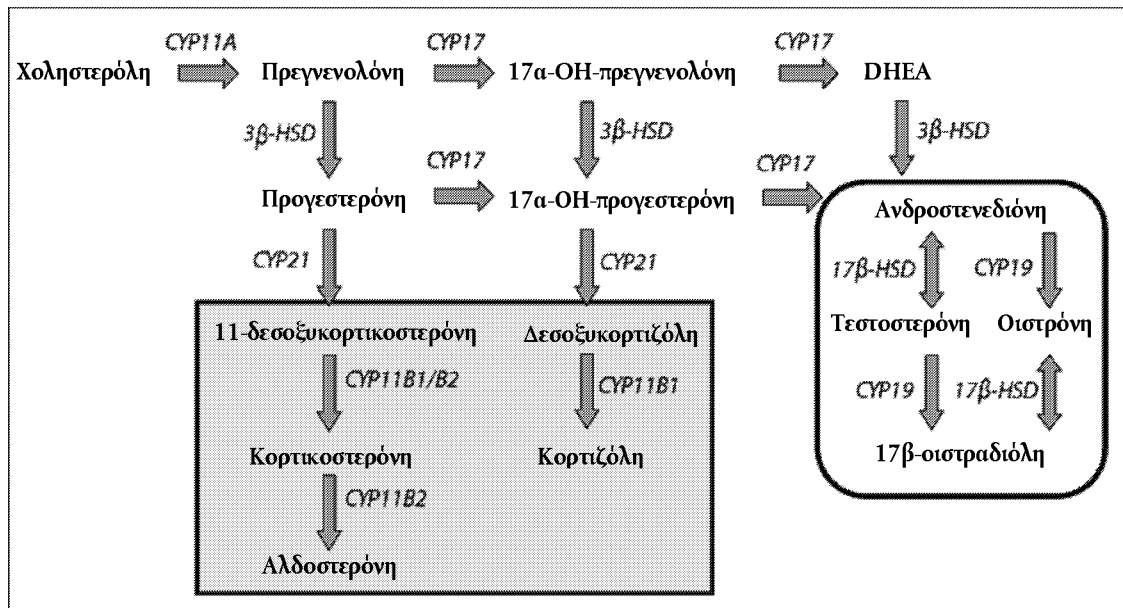 CYP11A CYP17 CYP17
Χοληστερόλη Πρεγνενολόνη 17α-ΟΗ-πρεγνενολόνη DHEA
3β-HSD 3β-HSD 3β-HSD
CYP17 CYP17
Προγεστερόνη 17α-ΟΗ-προγεστερόνη Ανδροστενεδιόνη
CYP21 CYP21 17β-HSD CYP19
11-δεσοξυκορτικοστερόνη Δεσοξυκορτιζόλη Τεστοστερόνη Οιστρόνη
CYP11B1/B2 CYP11B1 CYP19 17β-HSD
Κορτικοστερόνη Κορτιζόλη 17β-οιστραδιόλη
CYP11B2
Αλδοστερόνη